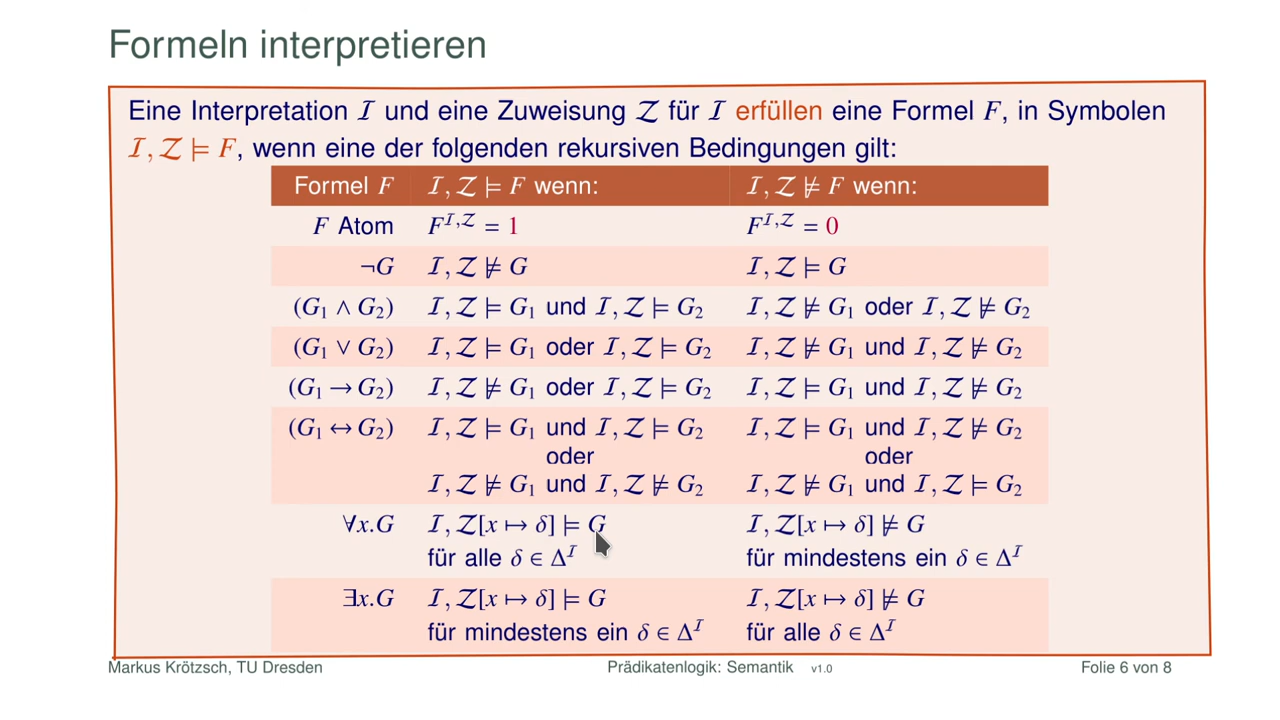 Formeln interpretieren
Eine Interpretation 𝓘 und eine Zuweisung 𝓩 für 𝓘 erfüllen eine Formel F, in Symbolen
𝓘, 𝓩 ⊨ F, wenn eine der folgenden rekursiven Bedingungen gilt:
Formel F 𝓘, 𝓩 ⊨ F wenn: 𝓘, 𝓩 ⊭ F wenn:
F Atom F^{𝓘,𝓩} = 1 F^{𝓘,𝓩} = 0
¬G 𝓘, 𝓩 ⊭ G 𝓘, 𝓩 ⊨ G
(G₁ ∧ G₂) 𝓘, 𝓩 ⊨ G₁ und 𝓘, 𝓩 ⊨ G₂ 𝓘, 𝓩 ⊭ G₁ oder 𝓘, 𝓩 ⊭ G₂
(G₁ ∨ G₂) 𝓘, 𝓩 ⊨ G₁ oder 𝓘, 𝓩 ⊨ G₂ 𝓘, 𝓩 ⊭ G₁ und 𝓘, 𝓩 ⊭ G₂
(G₁ → G₂) 𝓘, 𝓩 ⊭ G₁ oder 𝓘, 𝓩 ⊨ G₂ 𝓘, 𝓩 ⊨ G₁ und 𝓘, 𝓩 ⊭ G₂
(G₁ ↔ G₂) 𝓘, 𝓩 ⊨ G₁ und 𝓘, 𝓩 ⊨ G₂ 𝓘, 𝓩 ⊨ G₁ und 𝓘, 𝓩 ⊭ G₂
oder oder
𝓘, 𝓩 ⊭ G₁ und 𝓘, 𝓩 ⊭ G₂ 𝓘, 𝓩 ⊭ G₁ und 𝓘, 𝓩 ⊨ G₂
∀x.G 𝓘, 𝓩[x ↦ δ] ⊨ G 𝓘, 𝓩[x ↦ δ] ⊭ G
für alle δ ∈ Δ^𝓘 für mindestens ein δ ∈ Δ^𝓘
∃x.G 𝓘, 𝓩[x ↦ δ] ⊨ G 𝓘, 𝓩[x ↦ δ] ⊭ G
für mindestens ein δ ∈ Δ^𝓘 für alle δ ∈ Δ^𝓘
Markus Krötzsch, TU Dresden Prädikatenlogik: Semantik v1.0 Folie 6 von 8